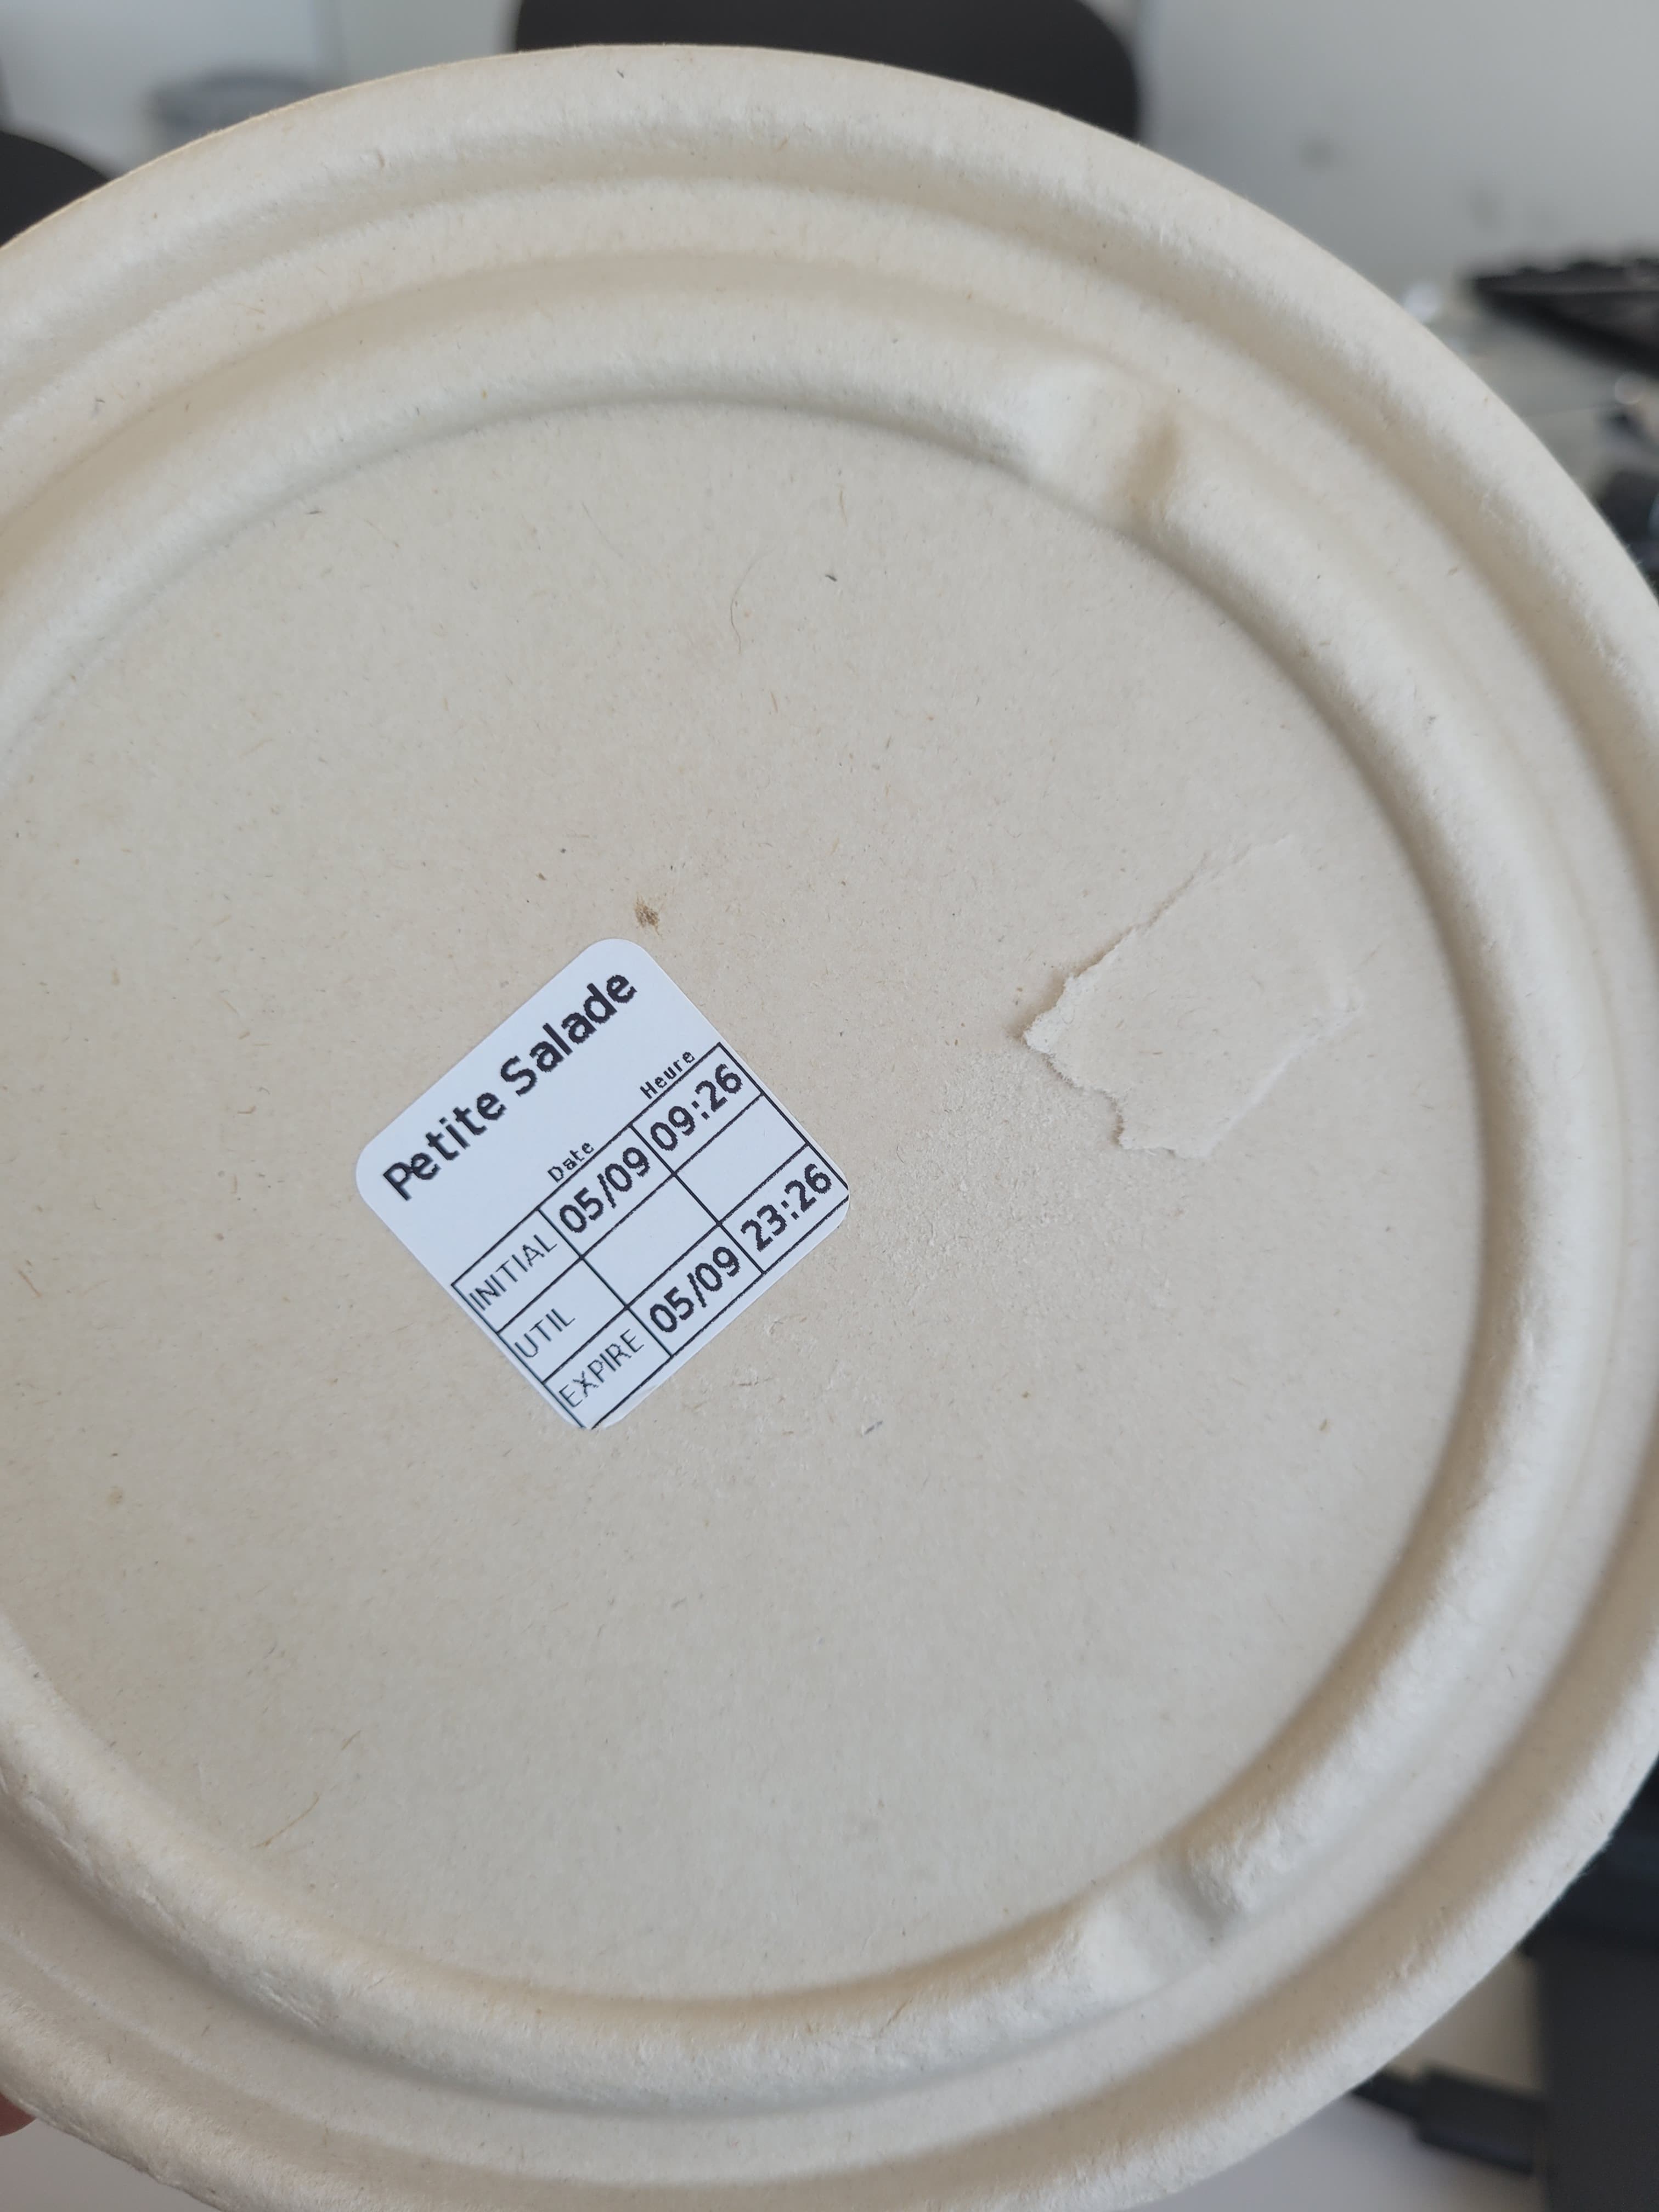 Petite Salade
Date Heure
INITIAL 05/09 09:26
UTIL
EXPIRE 05/09 23:26